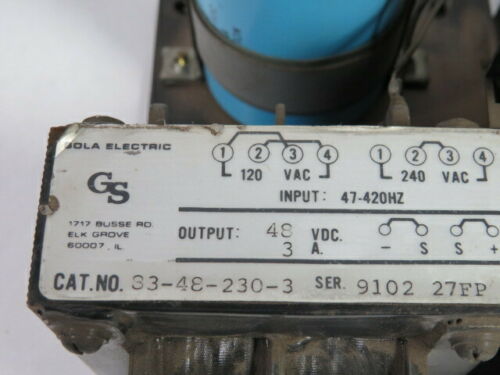 SOLA ELECTRIC
GS
1717 BUSSE RD.
ELK GROVE
60007, IL
1 2 3 4
120 VAC
1 2 3 4
240 VAC
INPUT: 47-420HZ
OUTPUT: 48 VDC.
3 A.
- S S +
CAT.NO. 83-48-230-3 SER. 9102 27FP